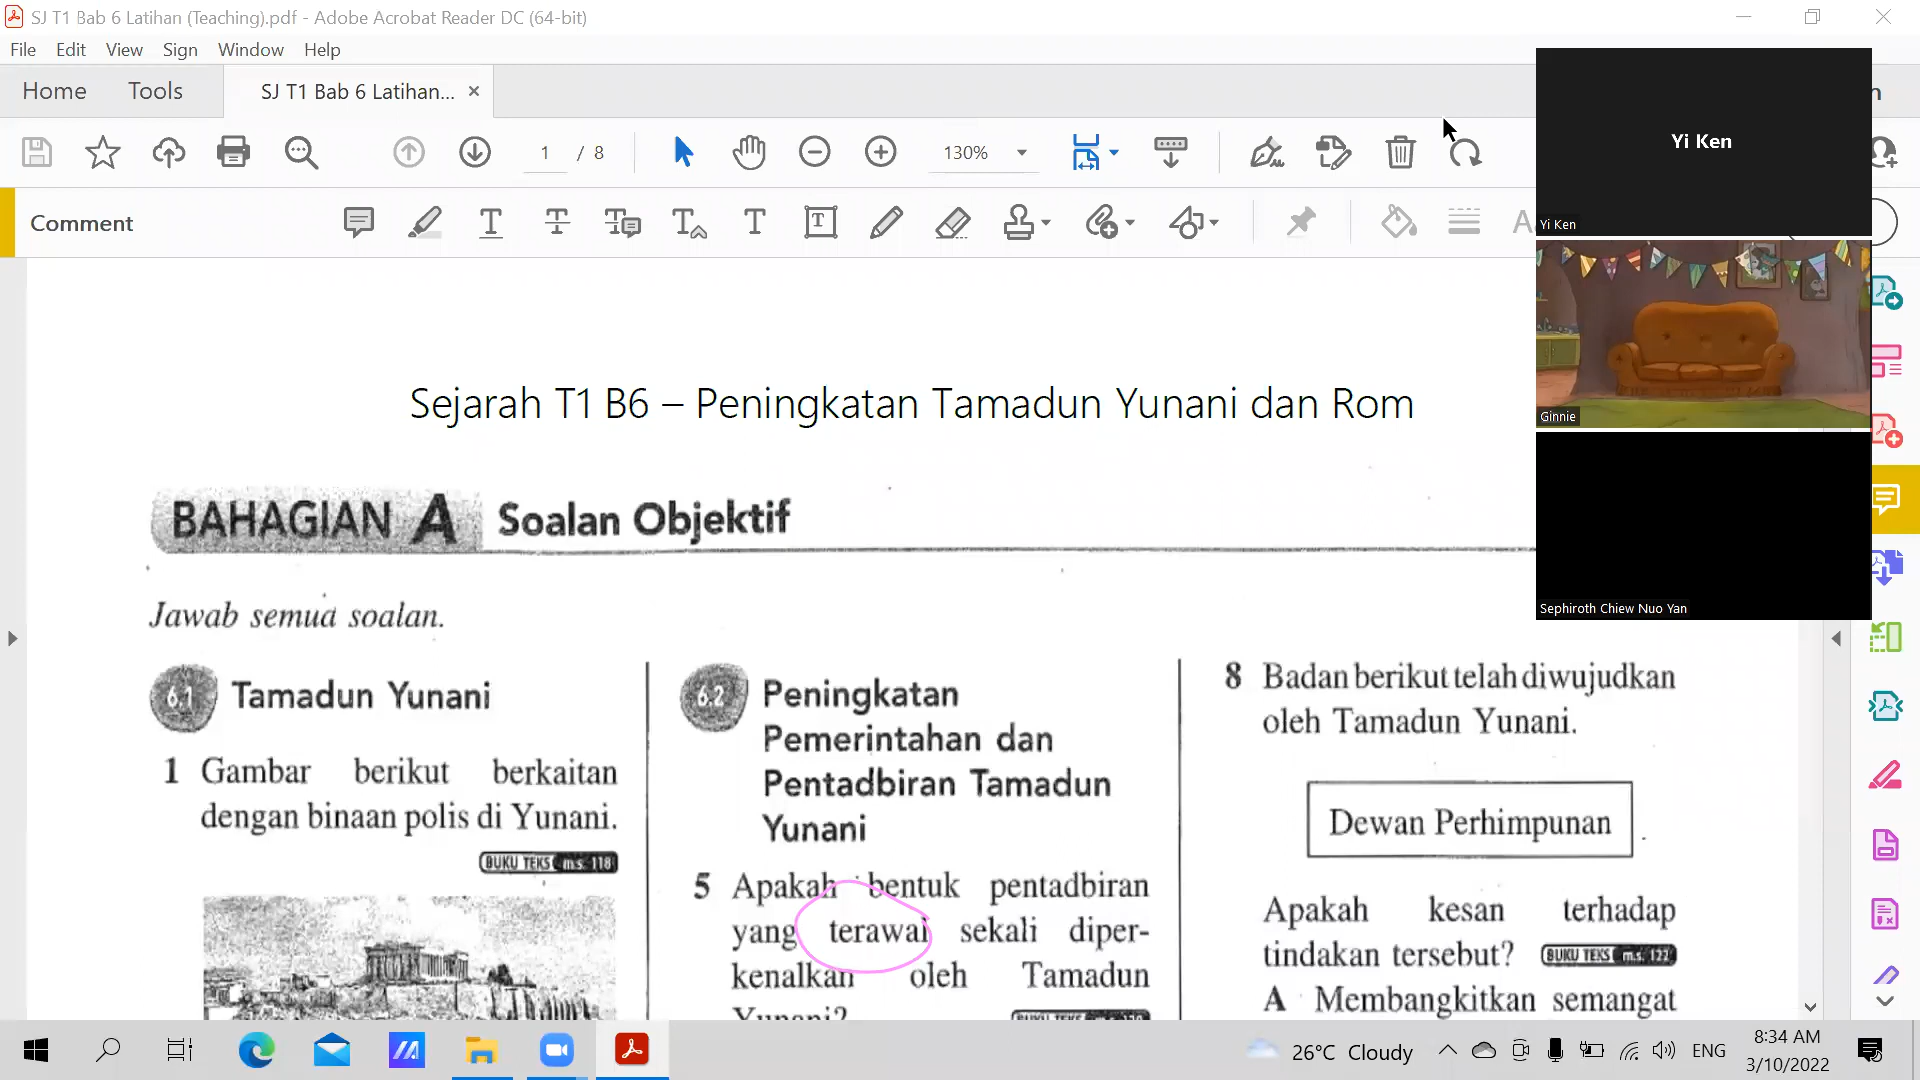 SJ T1 Bab 6 Latihan (Teaching).pdf - Adobe Acrobat Reader DC (64-bit)
File Edit View Sign Window Help
Home Tools SJ T1 Bab 6 Latihan... ×
1 / 8 130%
Comment
Yi Ken
Yi Ken
Ginnie
Sephiroth Chiew Nuo Yan
Sejarah T1 B6 – Peningkatan Tamadun Yunani dan Rom
BAHAGIAN A Soalan Objektif
Jawab semua soalan.
6.1 Tamadun Yunani
1 Gambar berikut berkaitan
dengan binaan polis di Yunani.
BUKU TEKS m.s. 118
6.2 Peningkatan
Pemerintahan dan
Pentadbiran Tamadun
Yunani
5 Apakah bentuk pentadbiran
yang terawal sekali diper-
kenalkan oleh Tamadun
Yunani?
8 Badan berikut telah diwujudkan
oleh Tamadun Yunani.
Dewan Perhimpunan
Apakah kesan terhadap
tindakan tersebut? BUKU TEKS m.s. 122
A Membangkitkan semangat
26°C Cloudy ENG 8:34 AM
3/10/2022